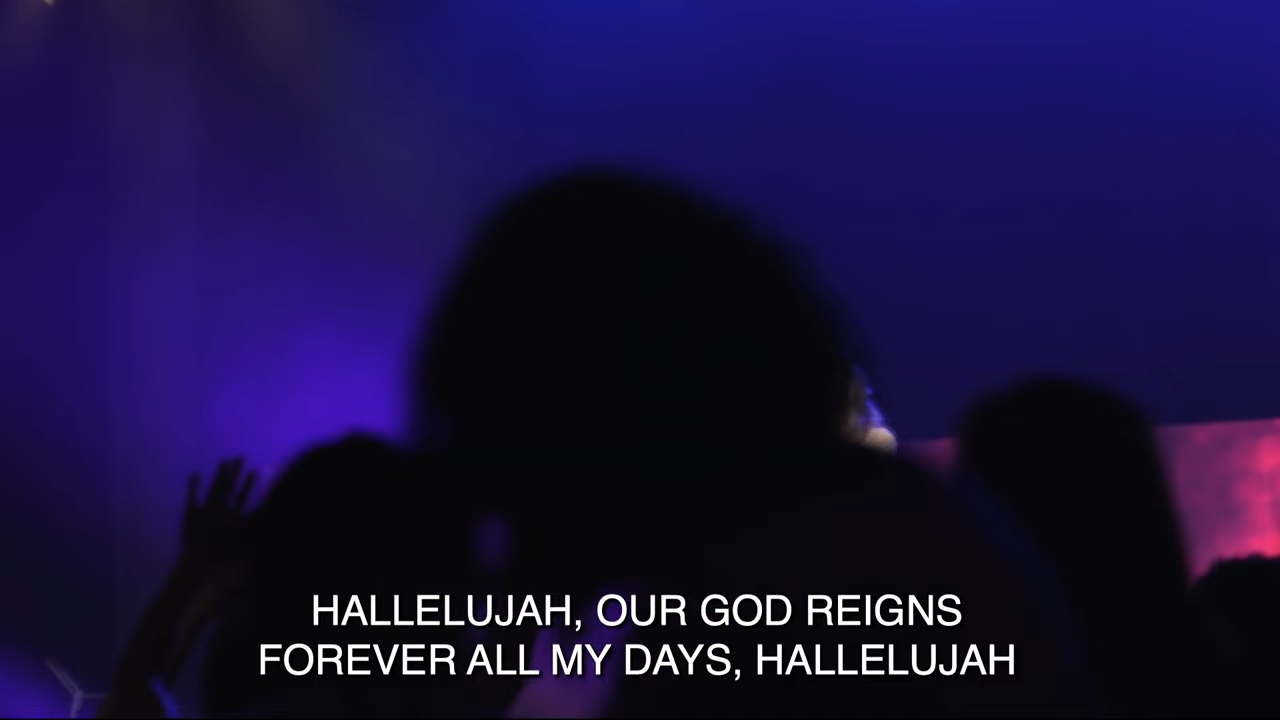 HALLELUJAH, OUR GOD REIGNS
FOREVER ALL MY DAYS, HALLELUJAH